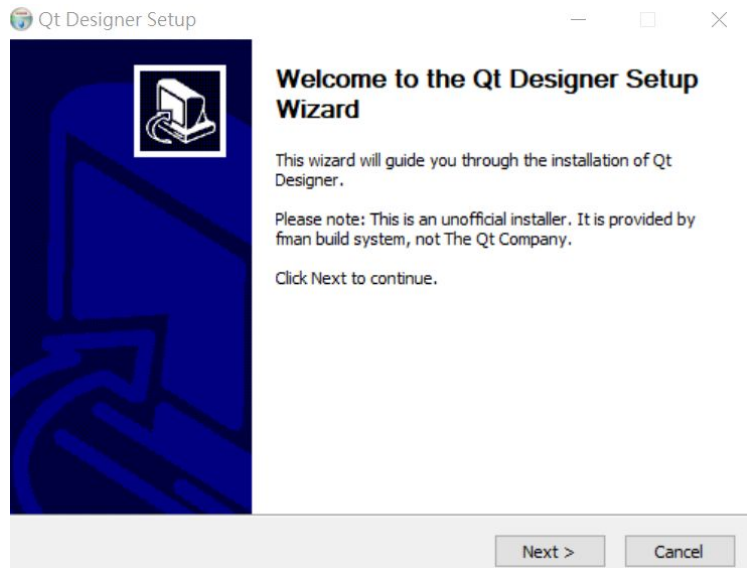 Qt Designer Setup
Welcome to the Qt Designer Setup
Wizard
This wizard will guide you through the installation of Qt
Designer.
Please note: This is an unofficial installer. It is provided by
fman build system, not The Qt Company.
Click Next to continue.
Next >
Cancel